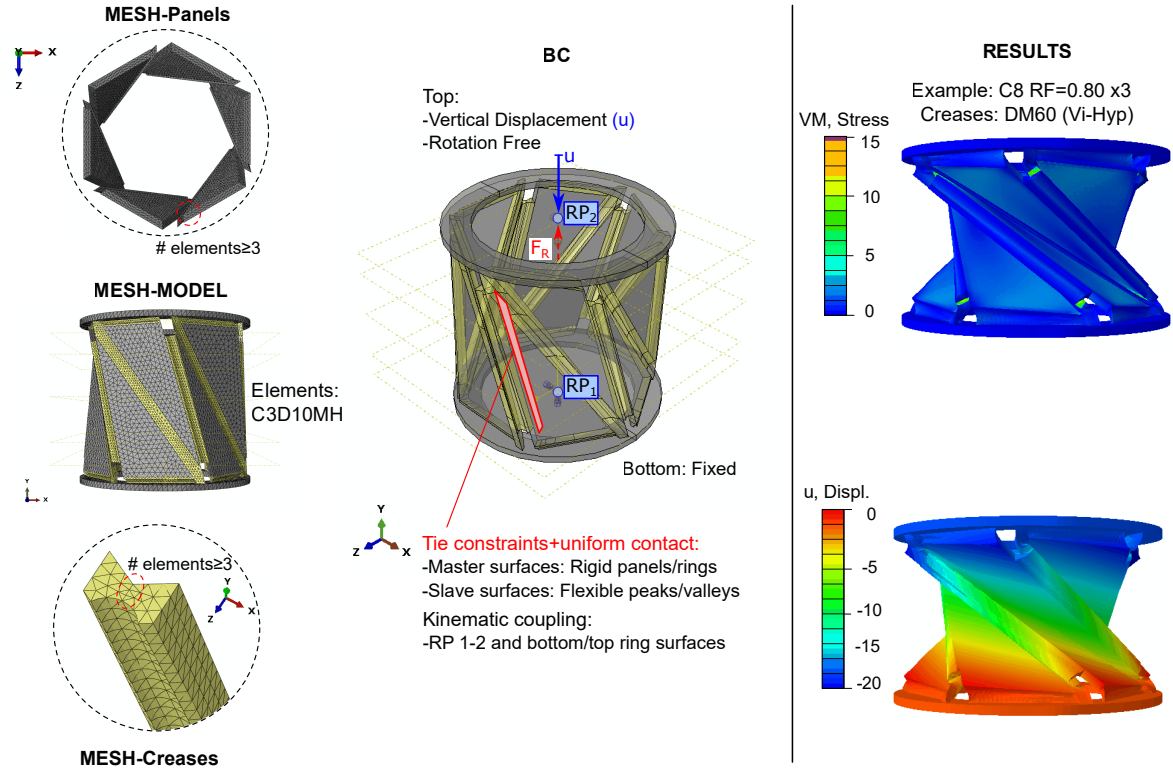 MESH-Panels
Y
X
Z
# elements≥3
MESH-MODEL
Elements:
C3D10MH
Y
X
# elements≥3
Y
X
Z
MESH-Creases
BC
Top:
-Vertical Displacement (u)
-Rotation Free
u
RP2
FR
RP1
Bottom: Fixed
Y
Z
X
Tie constraints+uniform contact:
-Master surfaces: Rigid panels/rings
-Slave surfaces: Flexible peaks/valleys
Kinematic coupling:
-RP 1-2 and bottom/top ring surfaces
RESULTS
Example: C8 RF=0.80 x3
Creases: DM60 (Vi-Hyp)
VM, Stress
15
10
5
0
u, Displ.
0
-5
-10
-15
-20